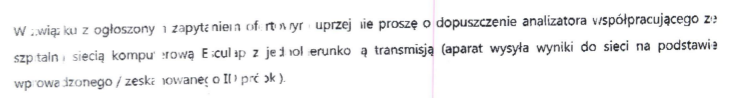 W związku z ogłoszonym zapytaniem ofertowym uprzejmie proszę o dopuszczenie analizatora współpracującego ze
szpitalną siecią komputerową Eskulap z jednokierunkową transmisją (aparat wysyła wyniki do sieci na podstawie
wprowadzonego / zeskanowanego ID próbek).